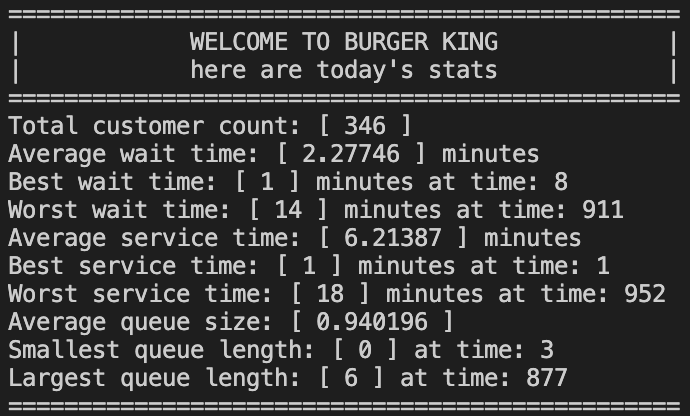 ================================================
| WELCOME TO BURGER KING |
| here are today's stats |
================================================
Total customer count: [ 346 ]
Average wait time: [ 2.27746 ] minutes
Best wait time: [ 1 ] minutes at time: 8
Worst wait time: [ 14 ] minutes at time: 911
Average service time: [ 6.21387 ] minutes
Best service time: [ 1 ] minutes at time: 1
Worst service time: [ 18 ] minutes at time: 952
Average queue size: [ 0.940196 ]
Smallest queue length: [ 0 ] at time: 3
Largest queue length: [ 6 ] at time: 877
================================================